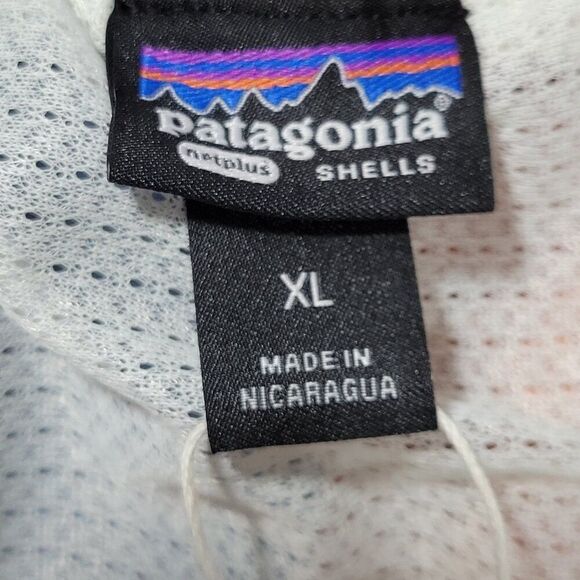 patagonia®
netplus SHELLS
XL
MADE IN
NICARAGUA